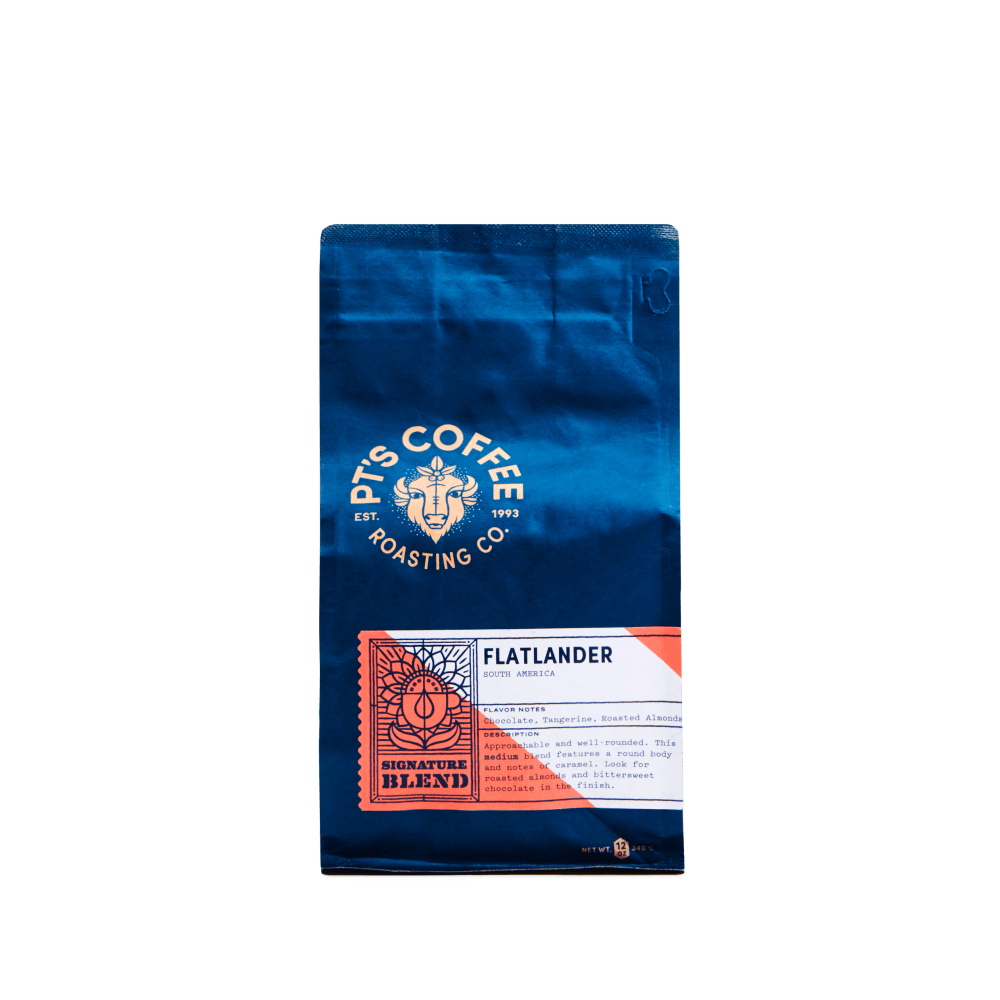 PT'S COFFEE
EST. 1993
ROASTING CO.
FLATLANDER
SOUTH AMERICA
FLAVOR NOTES
Chocolate, Tangerine, Roasted Almonds
DESCRIPTION
Approachable and well-rounded. This
medium blend features a round body
and notes of caramel. Look for
roasted almonds and bittersweet
chocolate in the finish.
SIGNATURE
BLEND
NET WT. 12 OZ 340 G